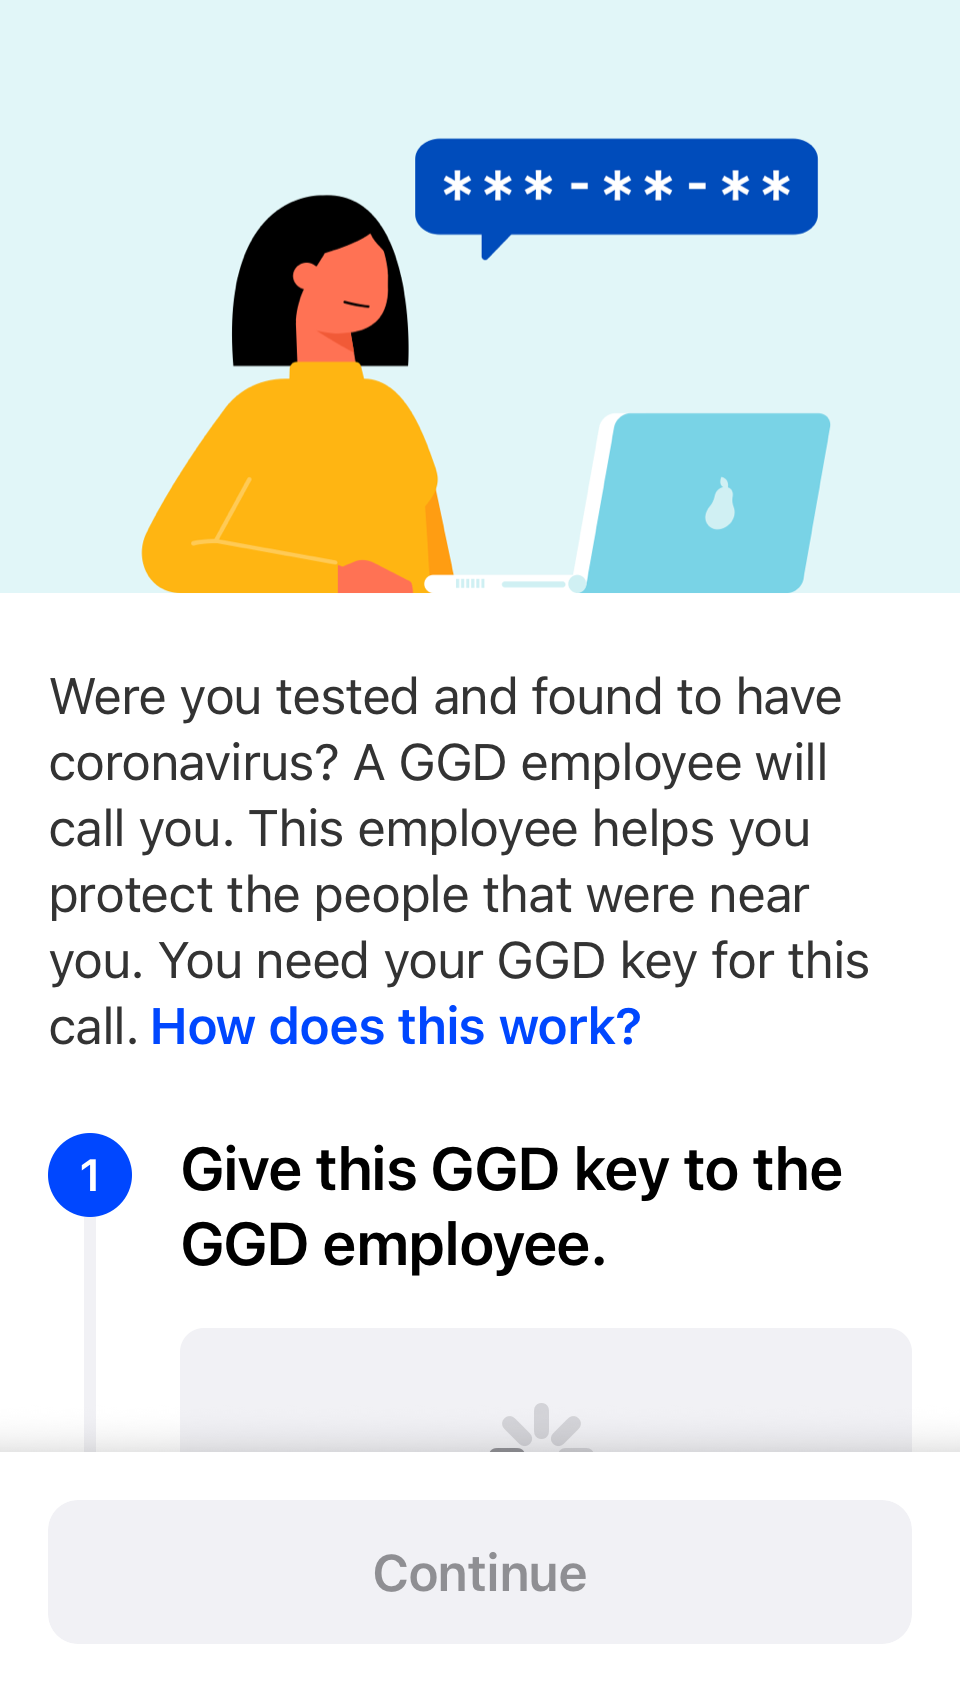 ***-**-**
Were you tested and found to have
coronavirus? A GGD employee will
call you. This employee helps you
protect the people that were near
you. You need your GGD key for this
call. How does this work?
1
Give this GGD key to the
GGD employee.
Continue